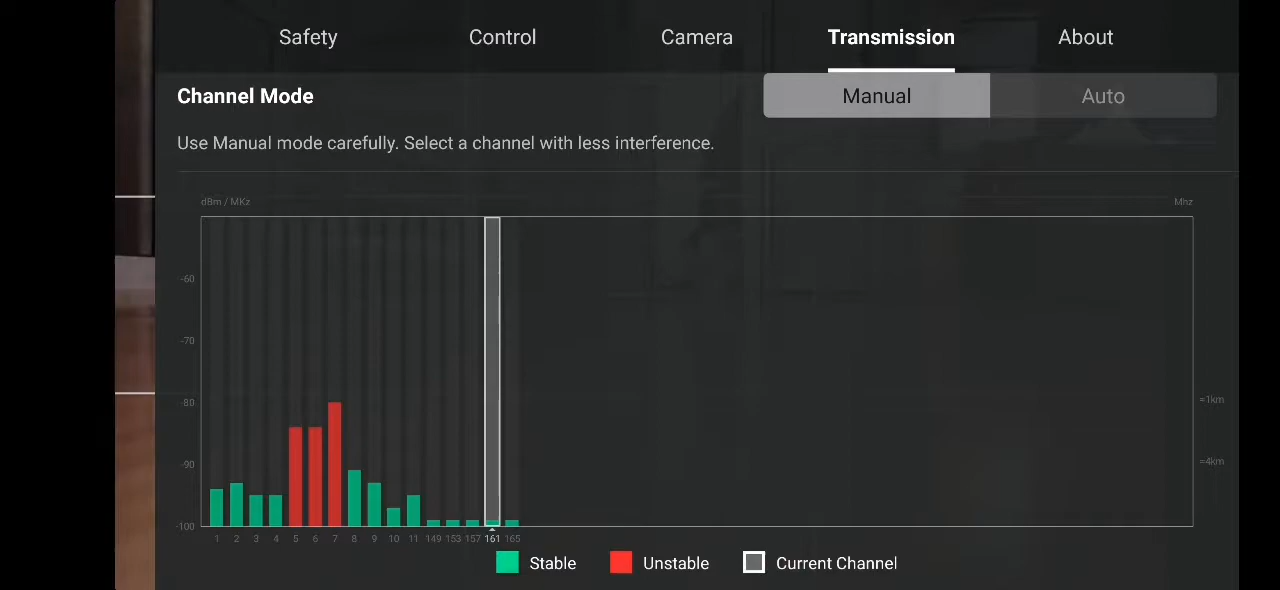 Safety Control Camera Transmission About
Channel Mode Manual Auto
Use Manual mode carefully. Select a channel with less interference.
dBm / MKz Mhz
-60
-70
-80 ≈1km
-90 ≈4km
-100
1 2 3 4 5 6 7 8 9 10 11 149 153 157 161 165
Stable Unstable Current Channel